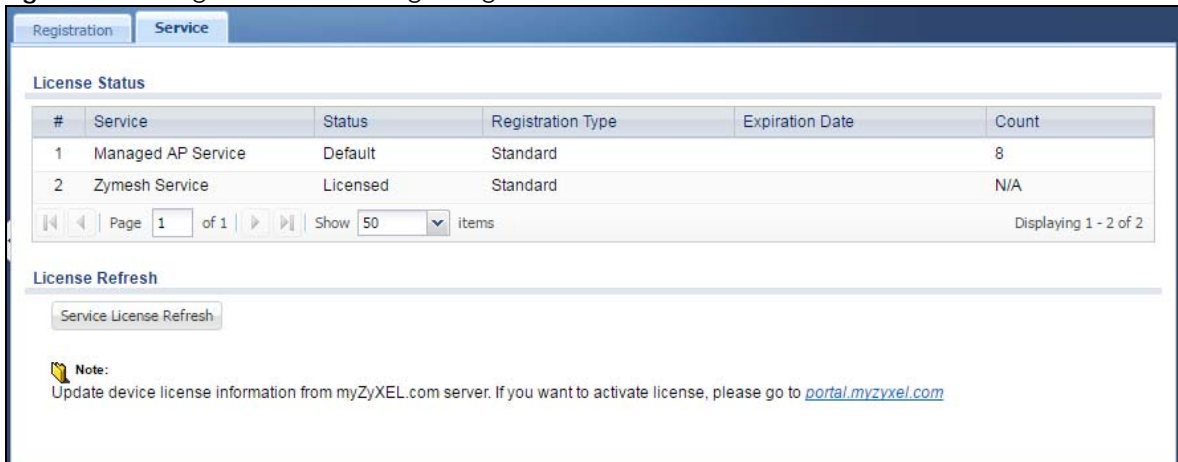 Registration Service
License Status
# Service Status Registration Type Expiration Date Count
1 Managed AP Service Default Standard 8
2 Zymesh Service Licensed Standard N/A
Page 1 of 1 Show 50 items Displaying 1 - 2 of 2
License Refresh
Service License Refresh
Note:
Update device license information from myZyXEL.com server. If you want to activate license, please go to portal.myzyxel.com